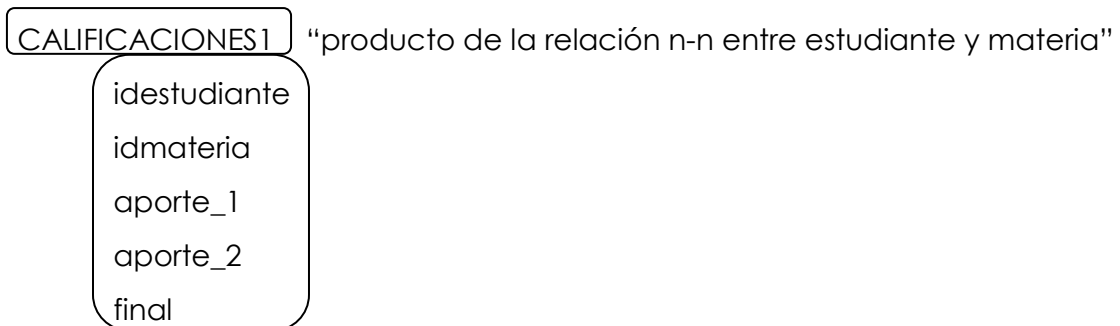 CALIFICACIONES1 “producto de la relación n-n entre estudiante y materia”
idestudiante
idmateria
aporte_1
aporte_2
final